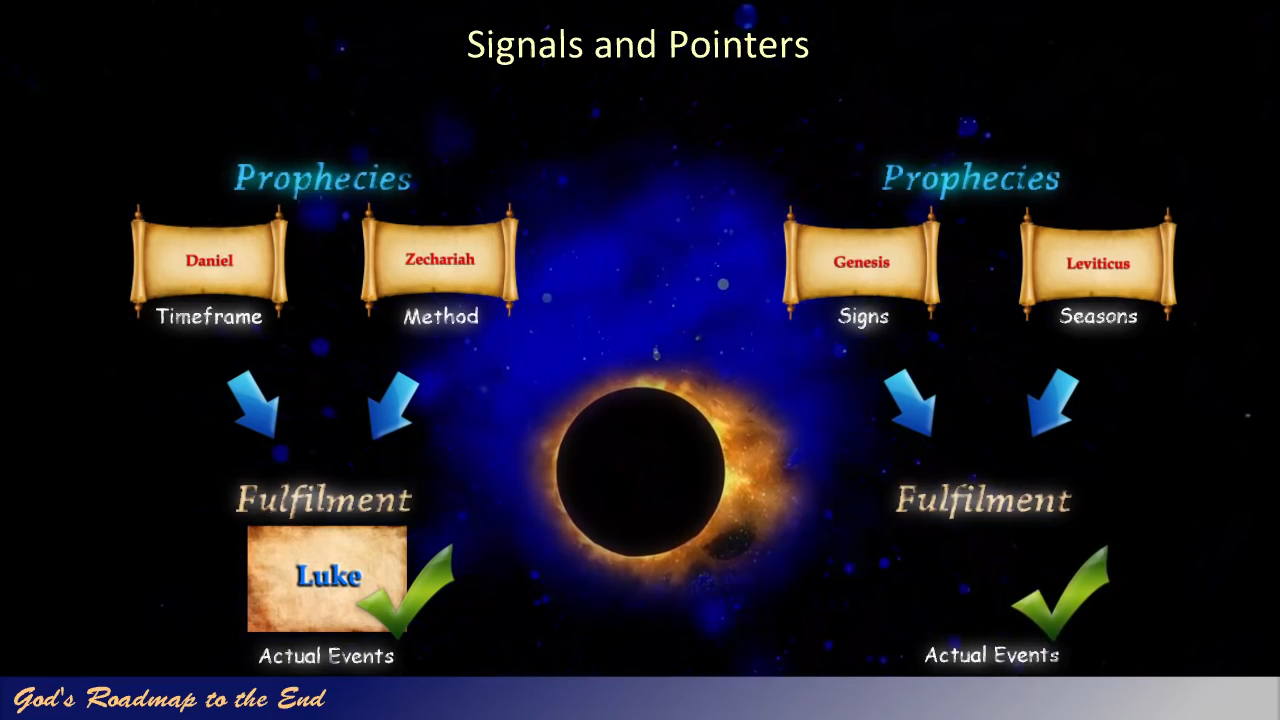 Signals and Pointers
Prophecies
Daniel
Timeframe
Zechariah
Method
Fulfilment
Luke
Actual Events
Prophecies
Genesis
Signs
Leviticus
Seasons
Fulfilment
Actual Events
God's Roadmap to the End